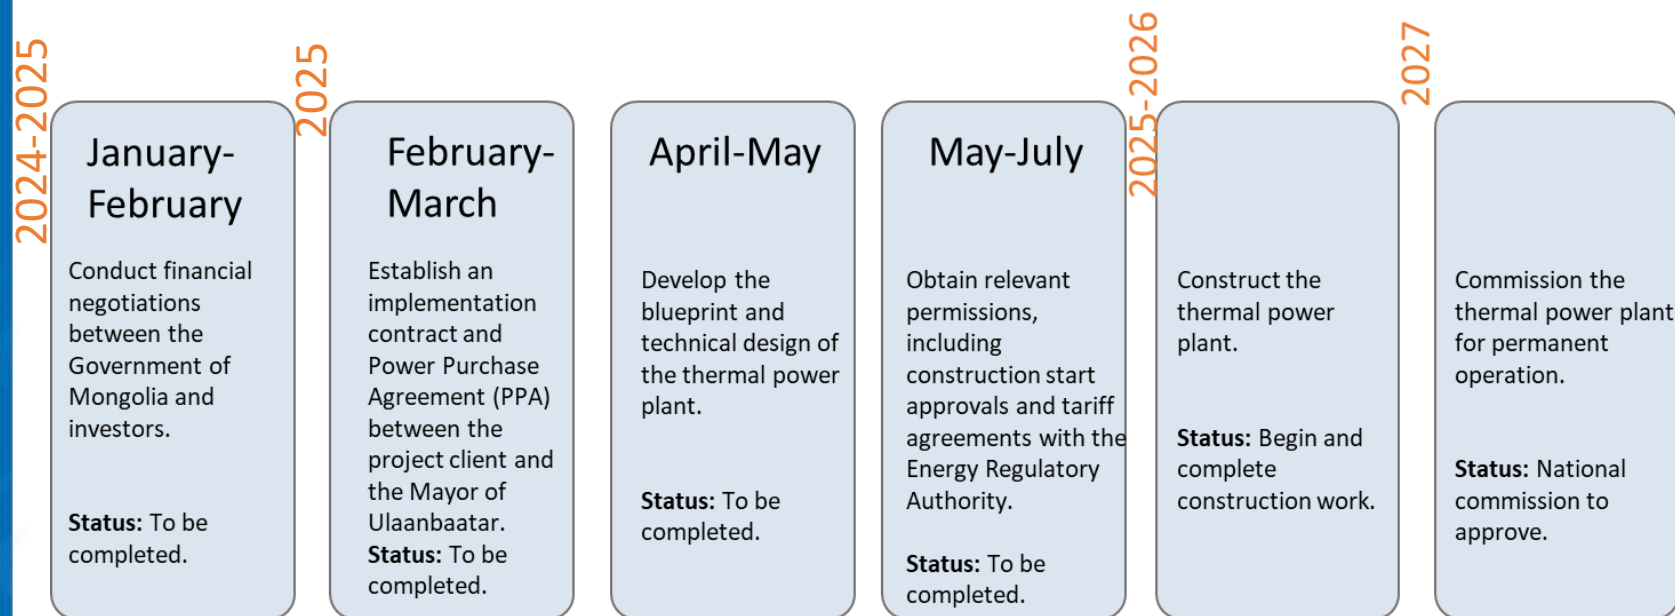 2024-2025
January-
February
Conduct financial
negotiations
between the
Government of
Mongolia and
investors.
Status: To be
completed.
2025
February-
March
Establish an
implementation
contract and
Power Purchase
Agreement (PPA)
between the
project client and
the Mayor of
Ulaanbaatar.
Status: To be
completed.
April-May
Develop the
blueprint and
technical design of
the thermal power
plant.
Status: To be
completed.
May-July
Obtain relevant
permissions,
including
construction start
approvals and tariff
agreements with the
Energy Regulatory
Authority.
Status: To be
completed.
2025-2026
Construct the
thermal power
plant.
Status: Begin and
complete
construction work.
2027
Commission the
thermal power plant
for permanent
operation.
Status: National
commission to
approve.